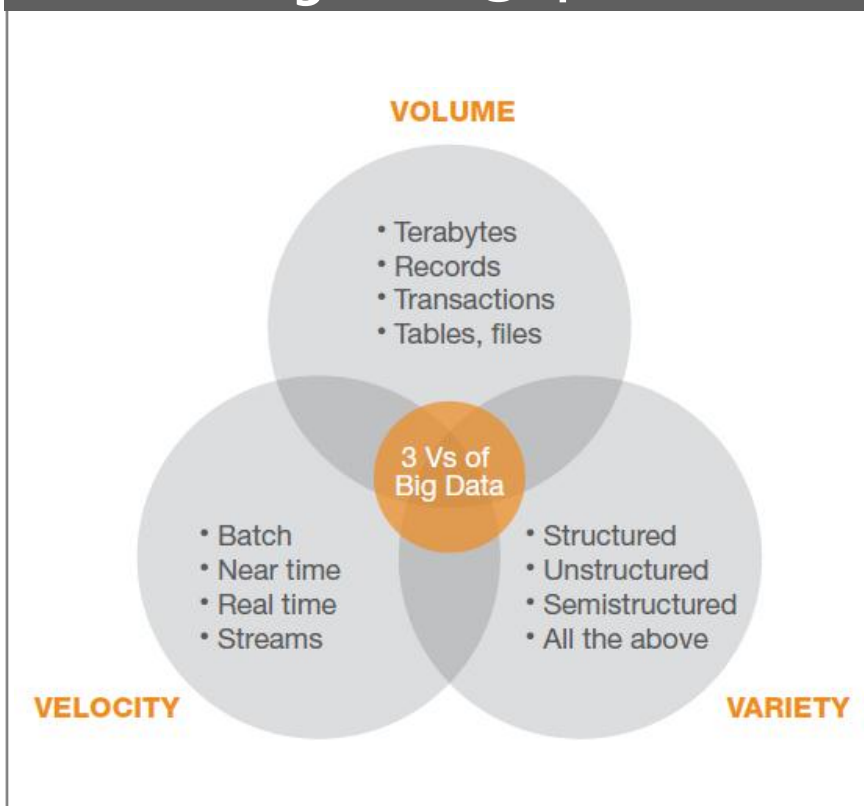 VOLUME
• Terabytes
• Records
• Transactions
• Tables, files
3 Vs of
Big Data
• Batch
• Near time
• Real time
• Streams
• Structured
• Unstructured
• Semistructured
• All the above
VELOCITY
VARIETY